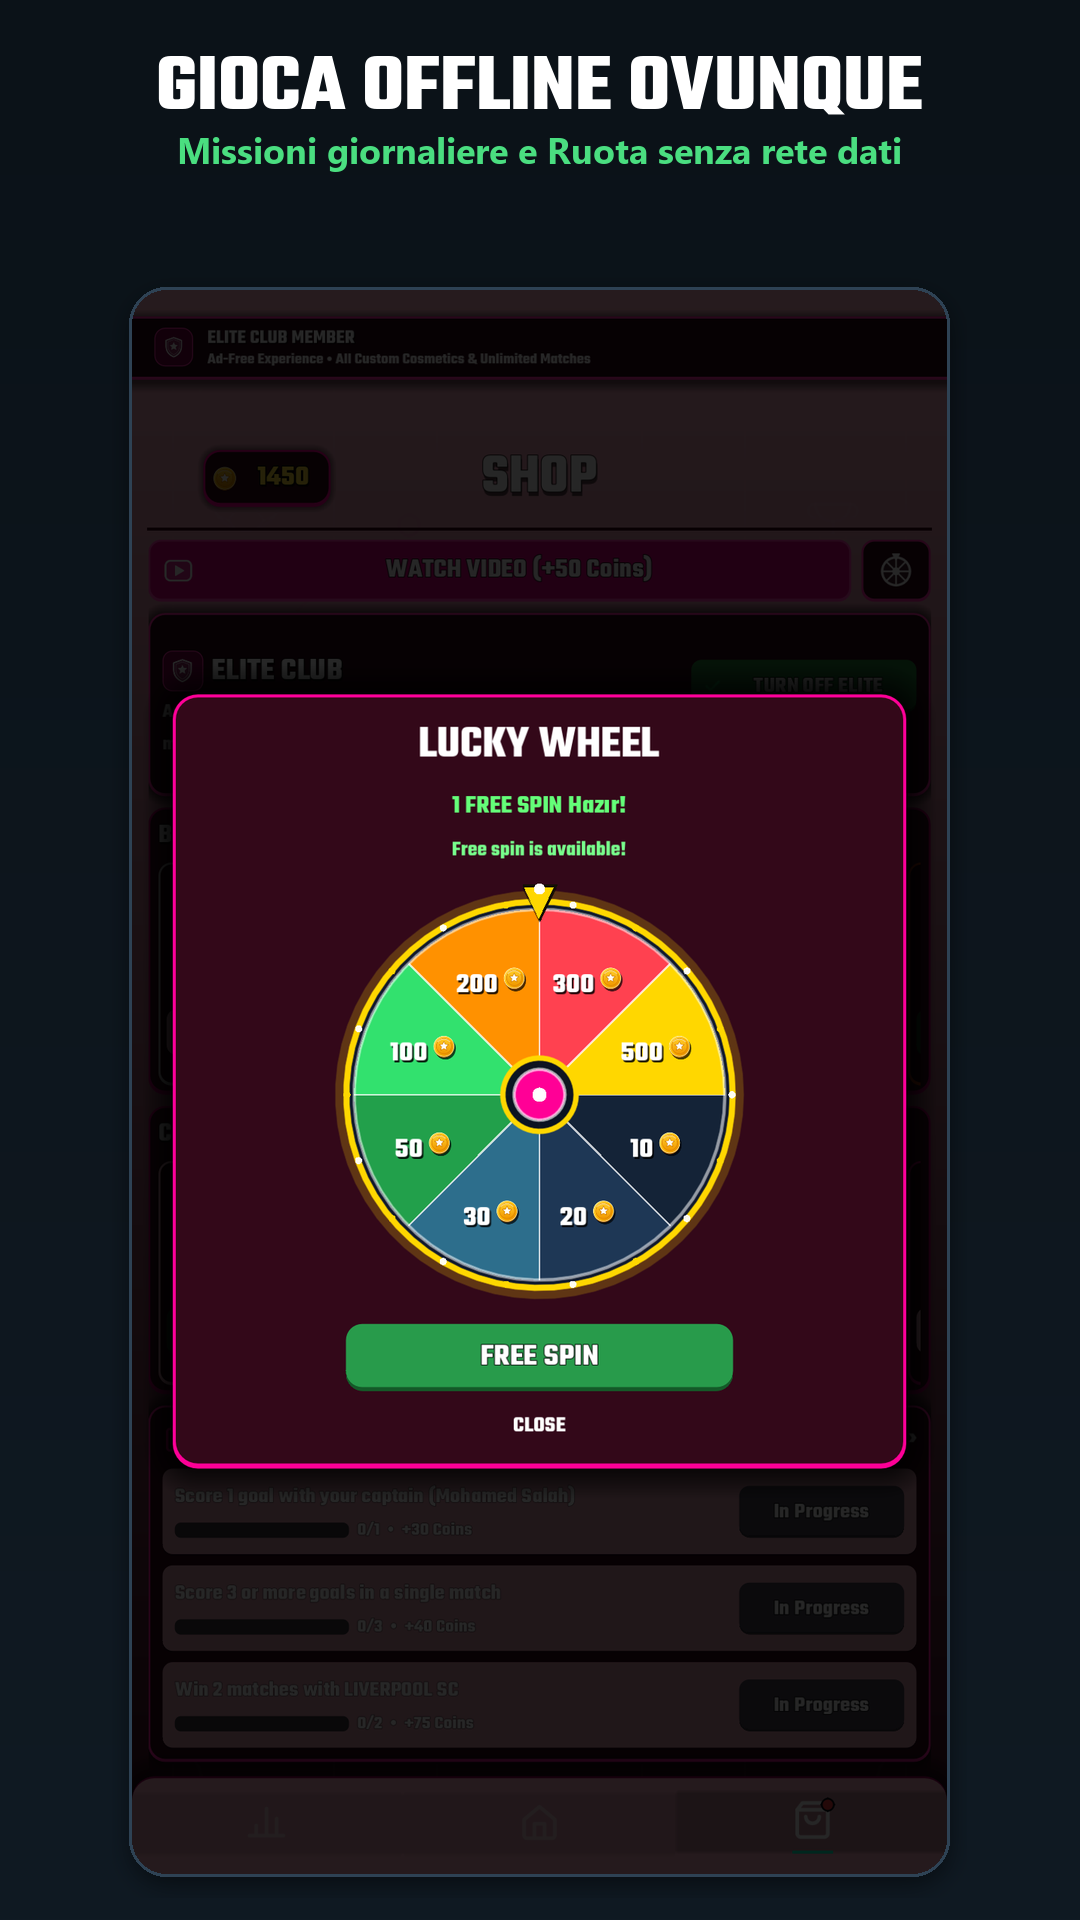 GIOCA OFFLINE OVUNQUE
Missioni giornaliere e Ruota senza rete dati
ELITE CLUB MEMBER
Ad-Free Experience • All Custom Cosmetics & Unlimited Matches
1450
SHOP
WATCH VIDEO (+50 Coins)
ELITE CLUB
TURN OFF ELITE
LUCKY WHEEL
1 FREE SPIN Hazır!
Free spin is available!
200
300
100
500
50
10
30
20
FREE SPIN
CLOSE
Score 1 goal with your captain (Mohamed Salah)
0/1 • +30 Coins
In Progress
Score 3 or more goals in a single match
0/3 • +40 Coins
In Progress
Win 2 matches with LIVERPOOL SC
0/2 • +75 Coins
In Progress